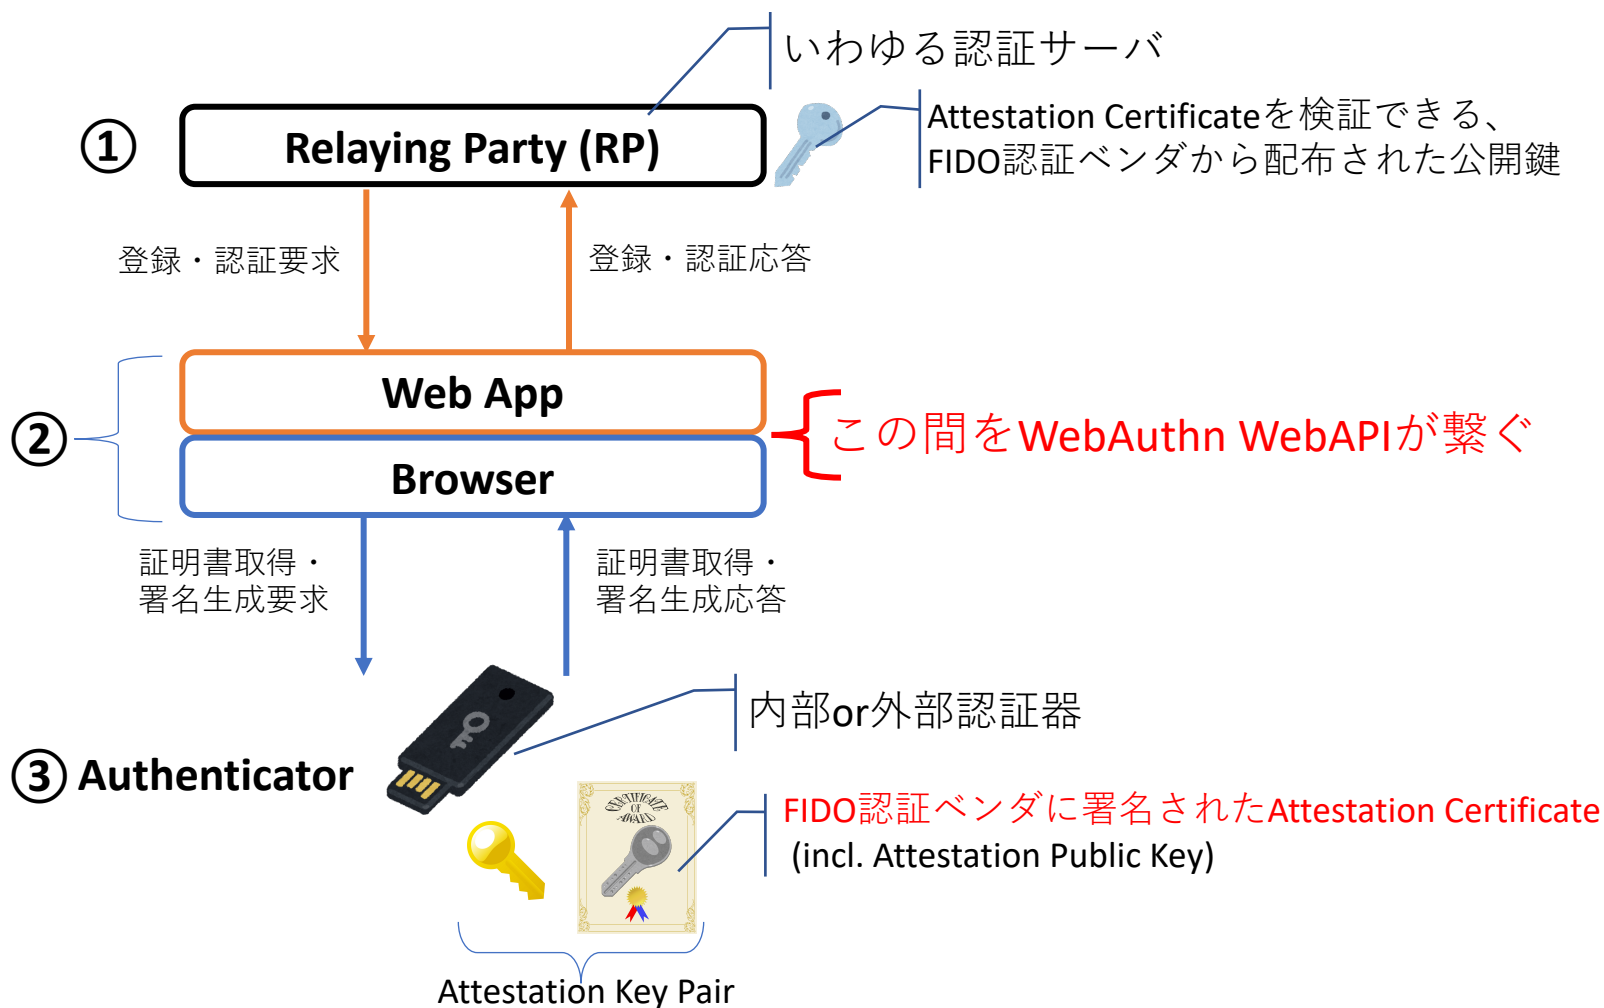 いわゆる認証サーバ
① Relaying Party (RP)
Attestation Certificateを検証できる、
FIDO認証ベンダから配布された公開鍵
登録・認証要求
登録・認証応答
② Web App
Browser
この間をWebAuthn WebAPIが繋ぐ
証明書取得・
署名生成要求
証明書取得・
署名生成応答
内部or外部認証器
③ Authenticator
CERTIFICATE
OF
AWARD
FIDO認証ベンダに署名されたAttestation Certificate
(incl. Attestation Public Key)
Attestation Key Pair